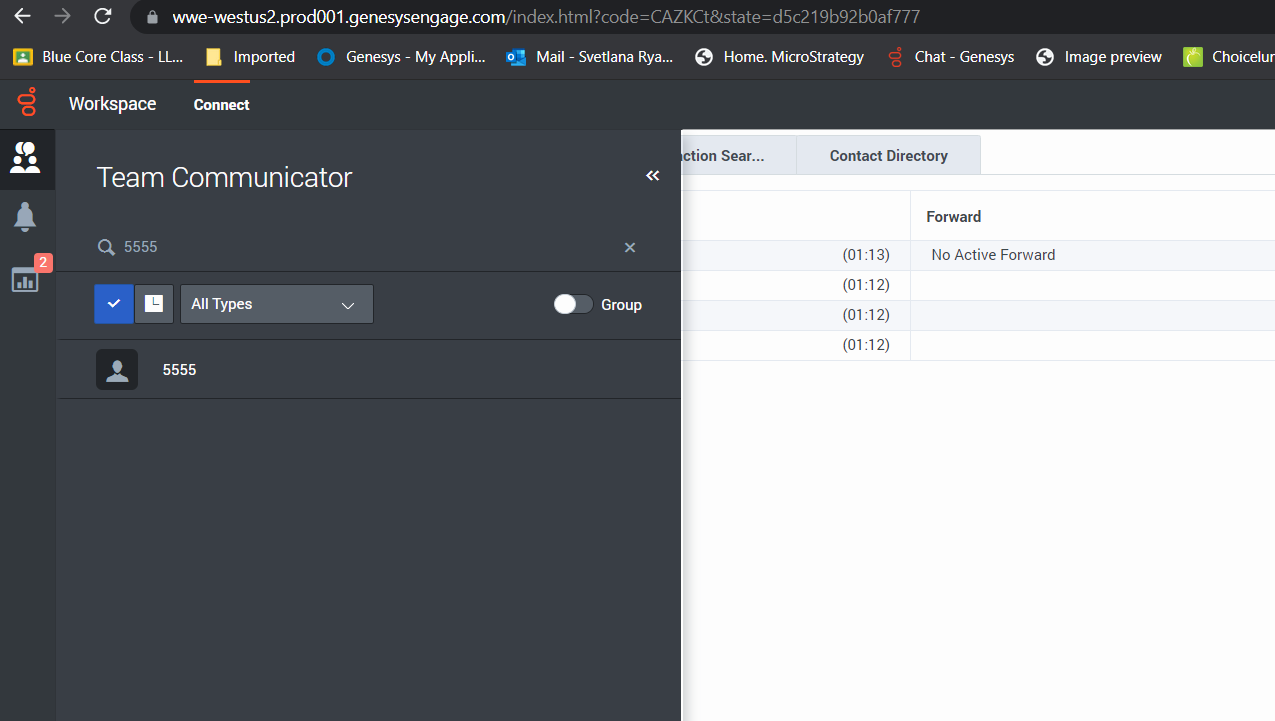 wwe-westus2.prod001.genesysengage.com/index.html?code=CAZKCt&state=d5c219b92b0af777
Blue Core Class - LL... Imported Genesys - My Appli... Mail - Svetlana Rya... Home. MicroStrategy Chat - Genesys Image preview Choicelun
Workspace Connect
Team Communicator
ction Sear... Contact Directory
5555
Forward
2
All Types Group
(01:13) No Active Forward
(01:12)
(01:12)
(01:12)
5555